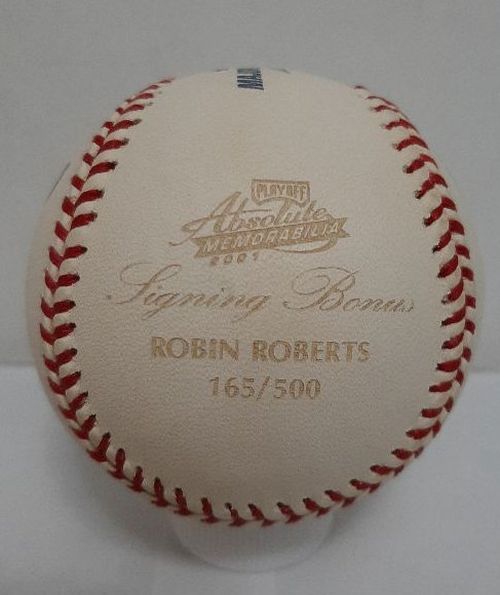 PLAYOFF
Absolute
MEMORABILIA
2001
Signing Bonus
ROBIN ROBERTS
165/500